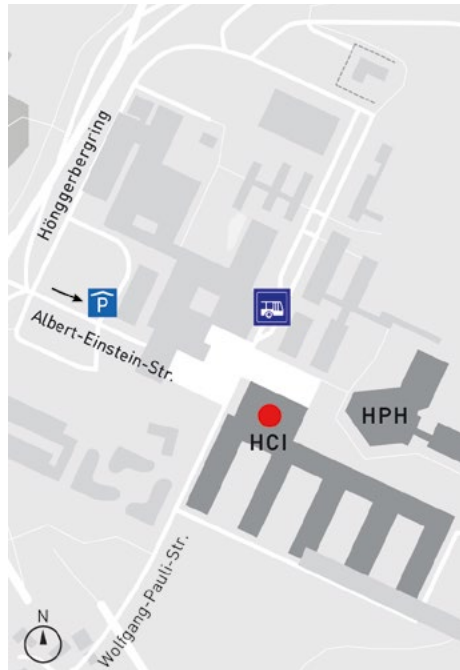 Hönggerbergring
P
Albert-Einstein-Str.
HPH
HCI
Wolfgang-Pauli-Str.
N